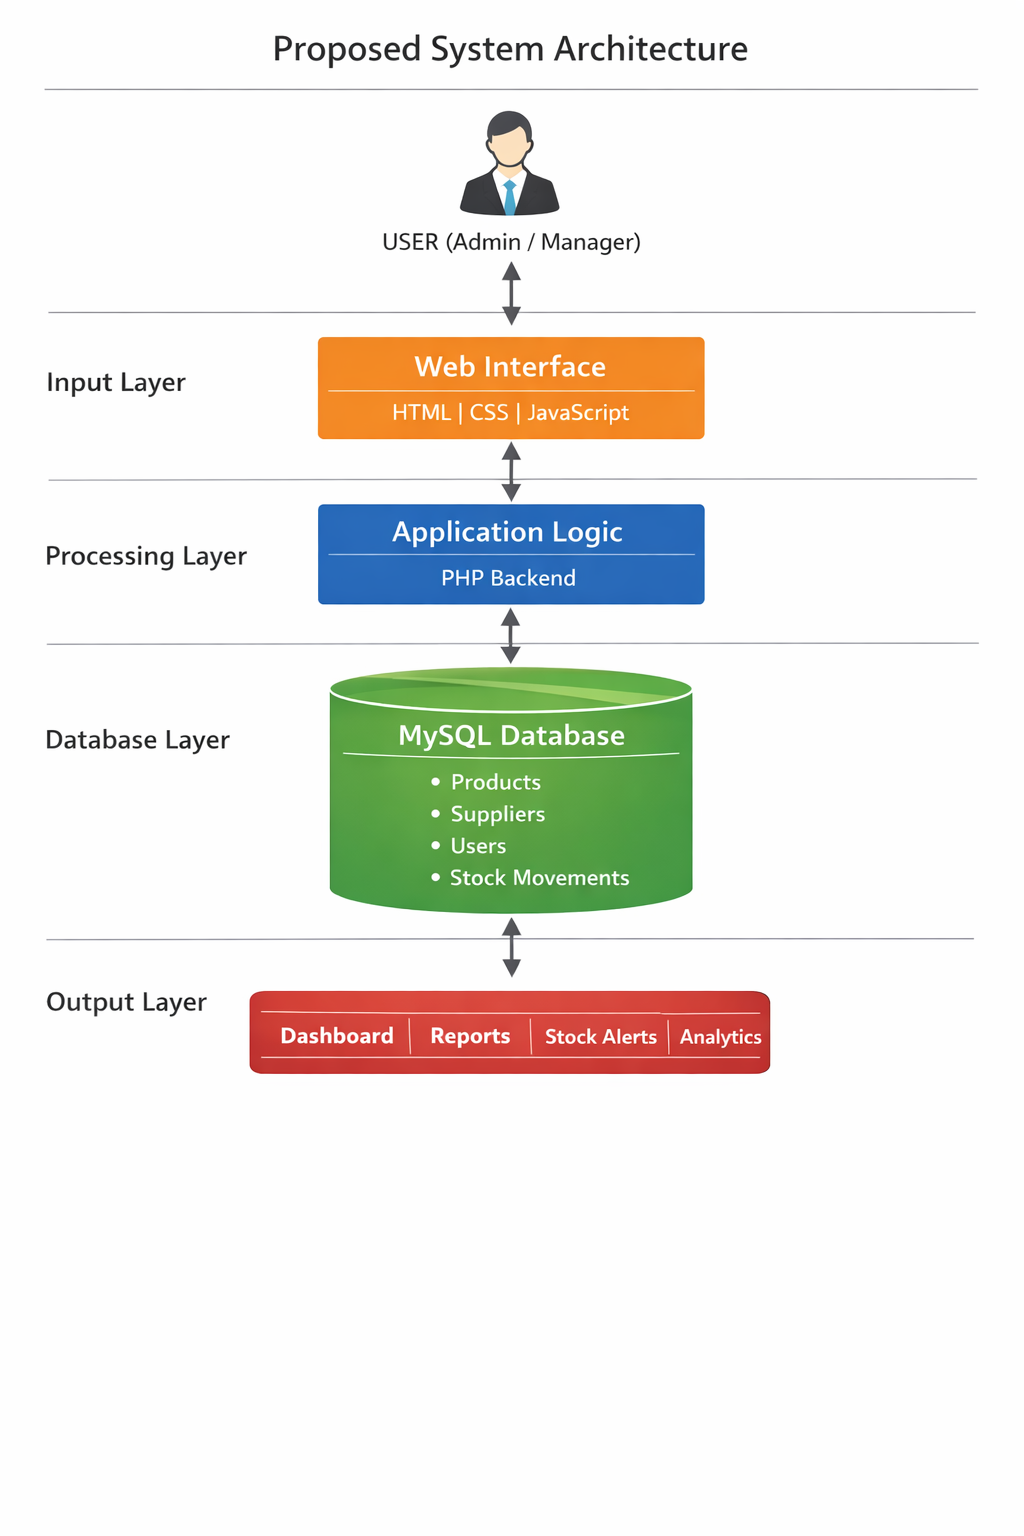 Proposed System Architecture
USER (Admin / Manager)
Input Layer
Web Interface
HTML | CSS | JavaScript
Processing Layer
Application Logic
PHP Backend
Database Layer
MySQL Database
• Products
• Suppliers
• Users
• Stock Movements
Output Layer
Dashboard | Reports | Stock Alerts | Analytics